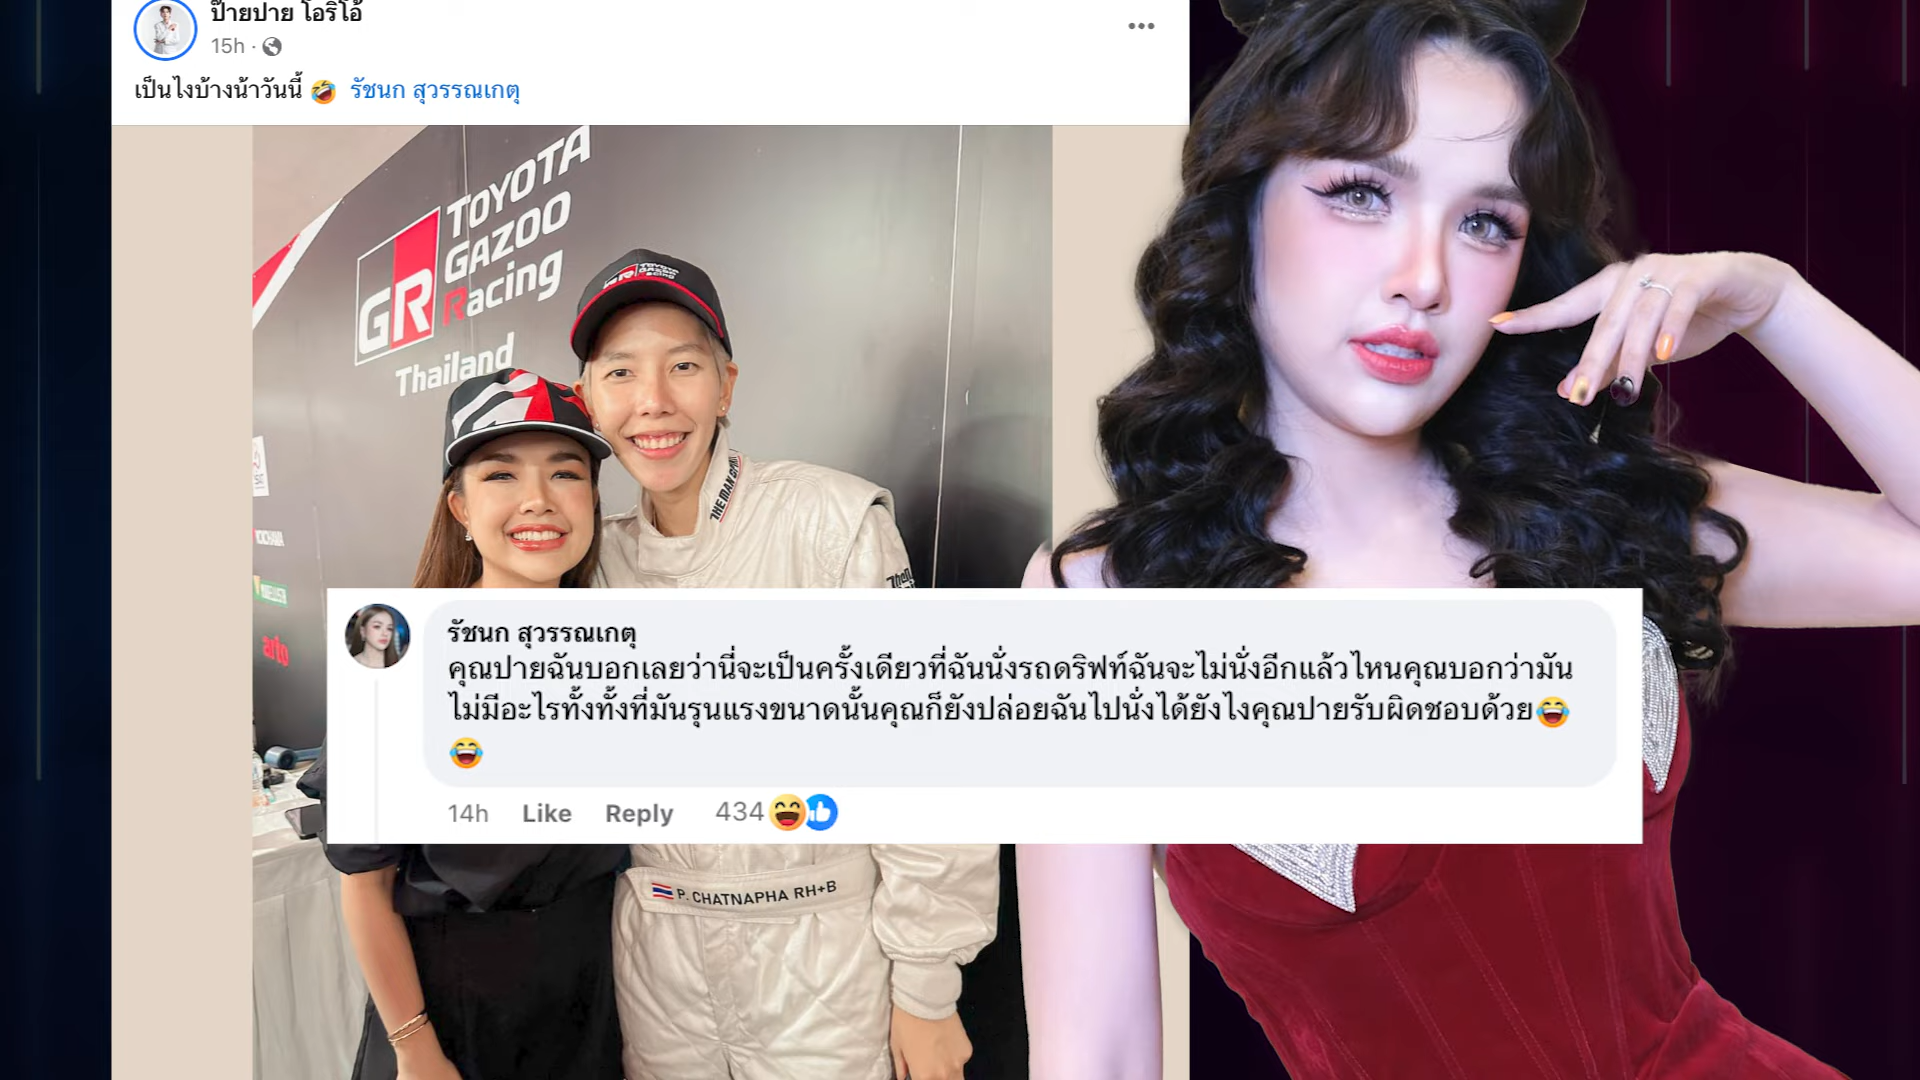 ป๊ายปาย โอริโอ้
15h ·
เป็นไงบ้างน้าวันนี้ 🤣 รัชนก สุวรรณเกตุ
TOYOTA
GAZOO
GR Racing
Thailand
THE MAN SPIRIT
arto
รัชนก สุวรรณเกตุ
คุณปายฉันบอกเลยว่านี่จะเป็นครั้งเดียวที่ฉันนั่งรถดริฟท์ฉันจะไม่นั่งอีกแล้วไหนคุณบอกว่ามัน
ไม่มีอะไรทั้งทั้งที่มันรุนแรงขนาดนั้นคุณก็ยังปล่อยฉันไปนั่งได้ยังไงคุณปายรับผิดชอบด้วย😂
😂
14h Like Reply 434
P. CHATNAPHA RH+B